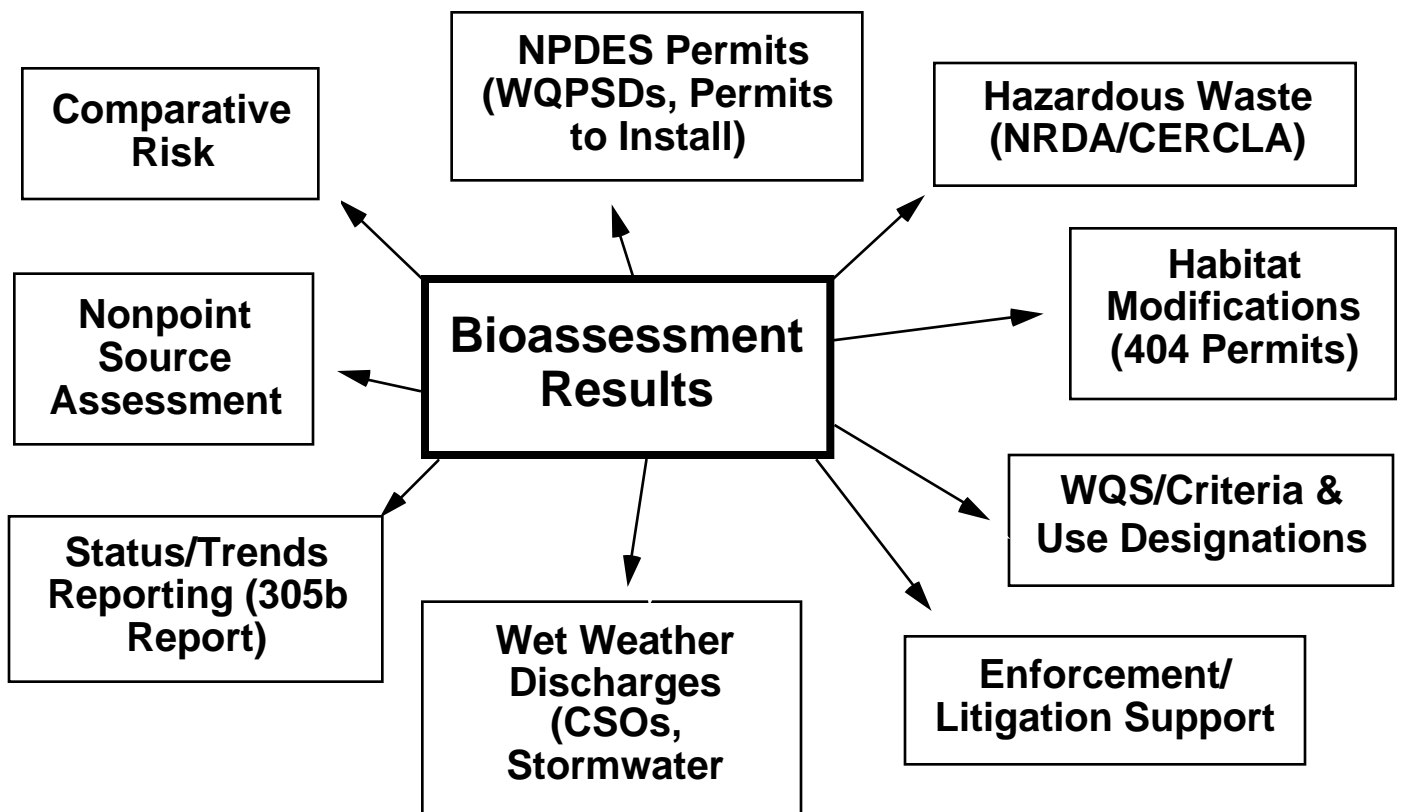 NPDES Permits
(WQPSDs, Permits
to Install)
Comparative
Risk
Hazardous Waste
(NRDA/CERCLA)
Habitat
Modifications
(404 Permits)
Nonpoint
Source
Assessment
Bioassessment
Results
WQS/Criteria &
Use Designations
Status/Trends
Reporting (305b
Report)
Wet Weather
Discharges
(CSOs,
Stormwater
Enforcement/
Litigation Support